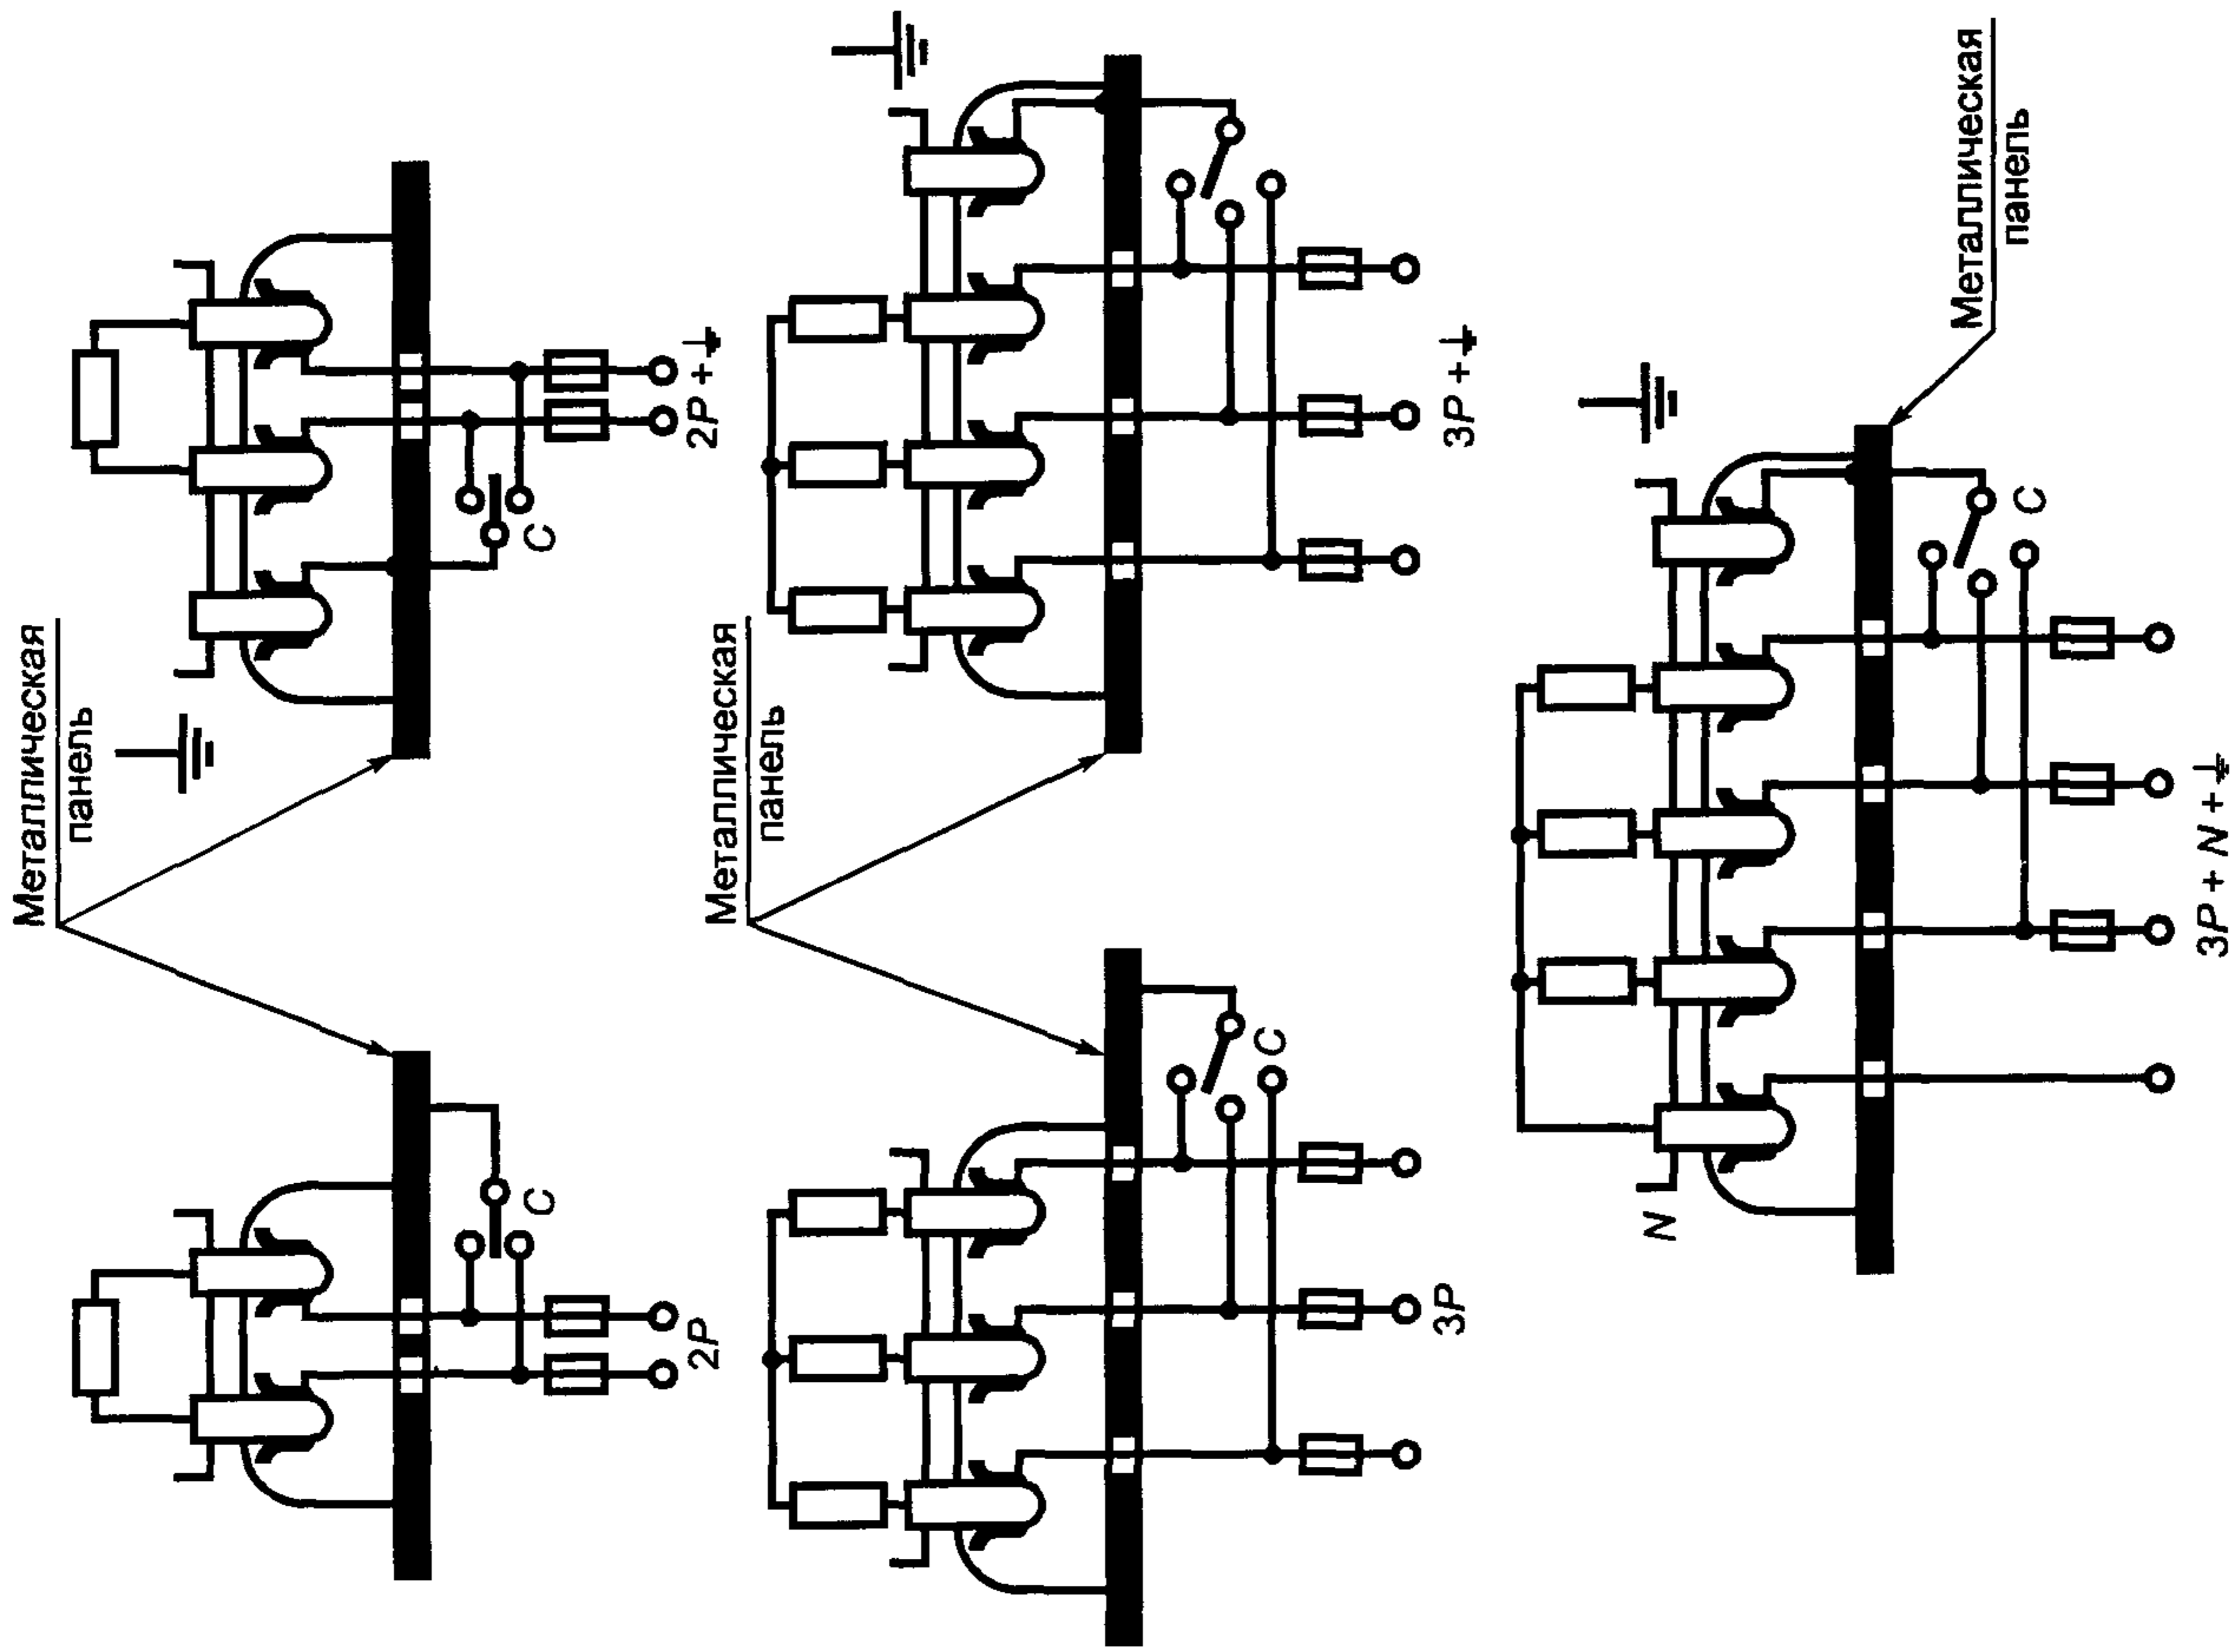 Металлическая
панель
2P
C
2P + ⏚
C
Металлическая
панель
3P
C
3P + ⏚
N
3P + N + ⏚
C
Металлическая
панель